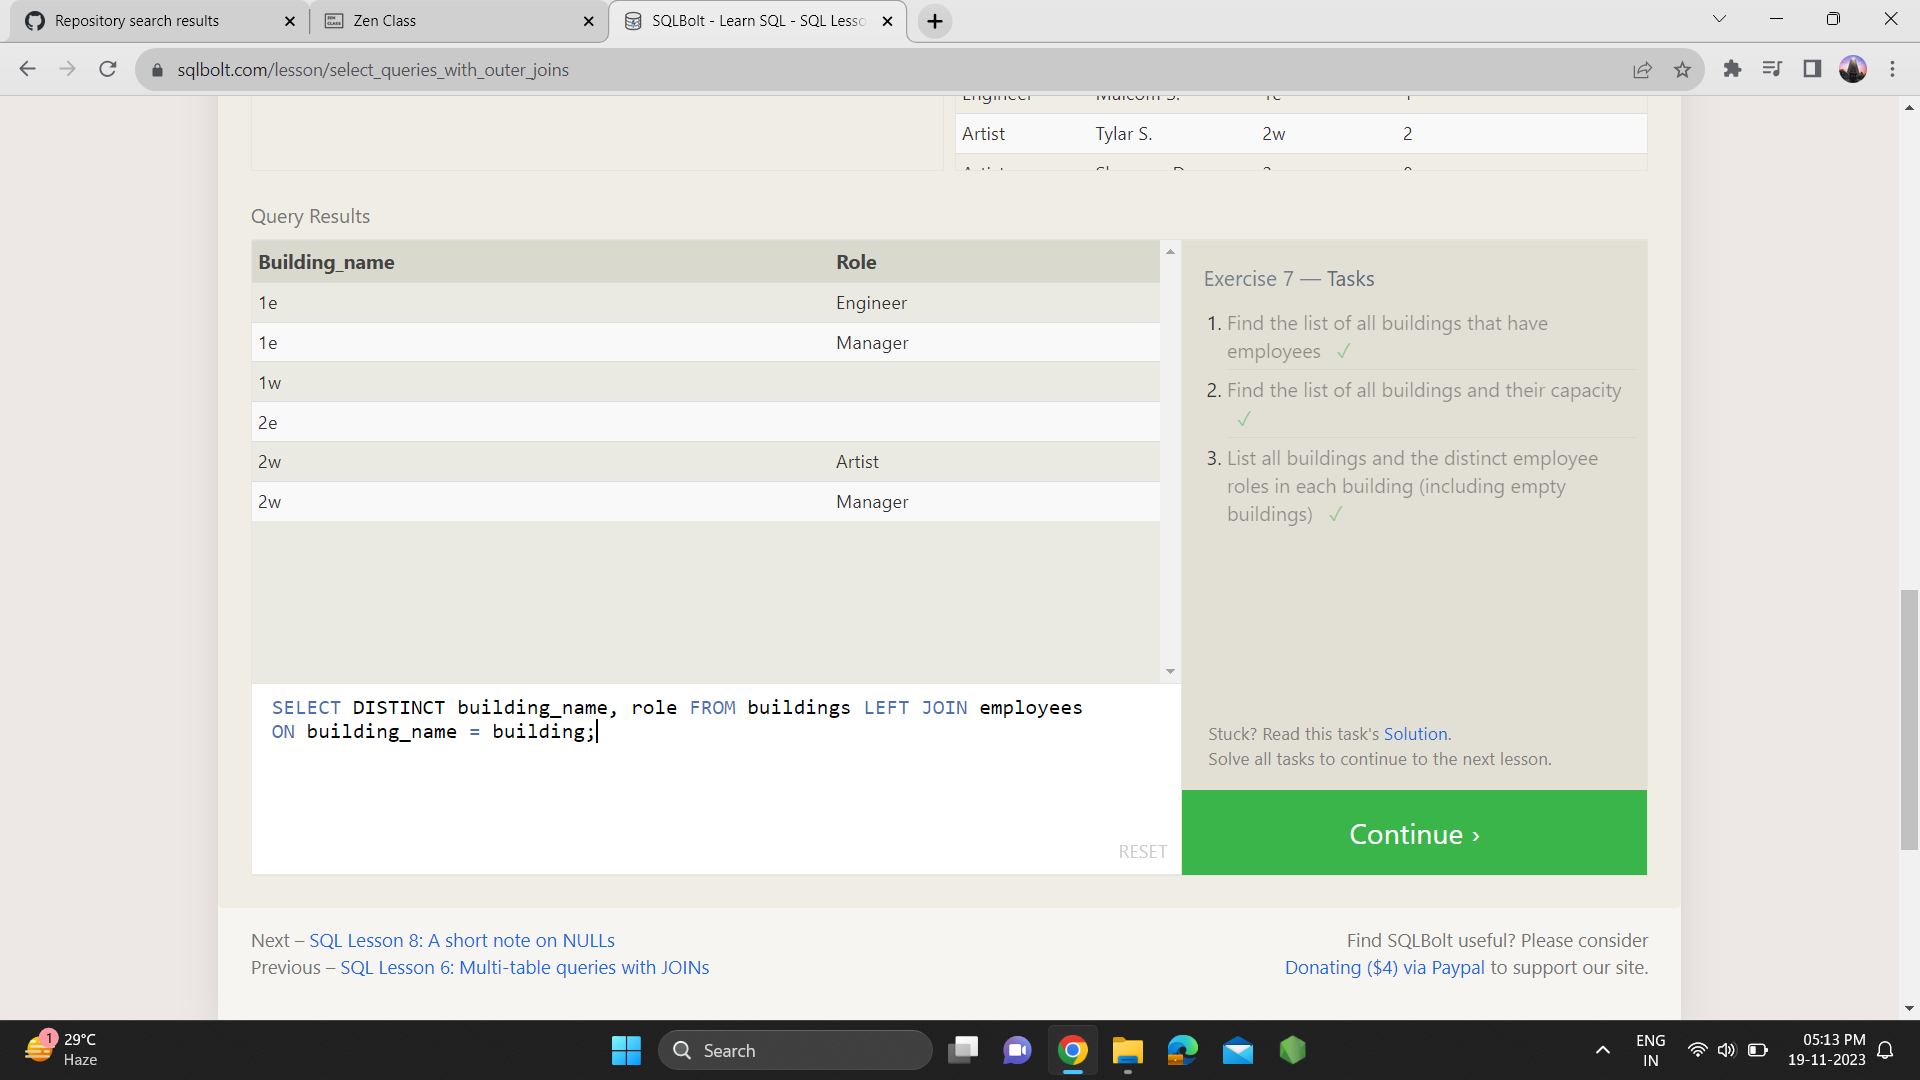 Repository search results
Zen Class
SQLBolt - Learn SQL - SQL Lesso
sqlbolt.com/lesson/select_queries_with_outer_joins
Artist Tylar S. 2w 2
Query Results
Building_name Role
1e Engineer
1e Manager
1w
2e
2w Artist
2w Manager
Exercise 7 — Tasks
1. Find the list of all buildings that have
employees ✓
2. Find the list of all buildings and their capacity
✓
3. List all buildings and the distinct employee
roles in each building (including empty
buildings) ✓
SELECT DISTINCT building_name, role FROM buildings LEFT JOIN employees
ON building_name = building;
RESET
Stuck? Read this task's Solution.
Solve all tasks to continue to the next lesson.
Continue ›
Next – SQL Lesson 8: A short note on NULLs
Previous – SQL Lesson 6: Multi-table queries with JOINs
Find SQLBolt useful? Please consider
Donating ($4) via Paypal to support our site.
1
29°C
Haze
Search
ENG
IN
05:13 PM
19-11-2023